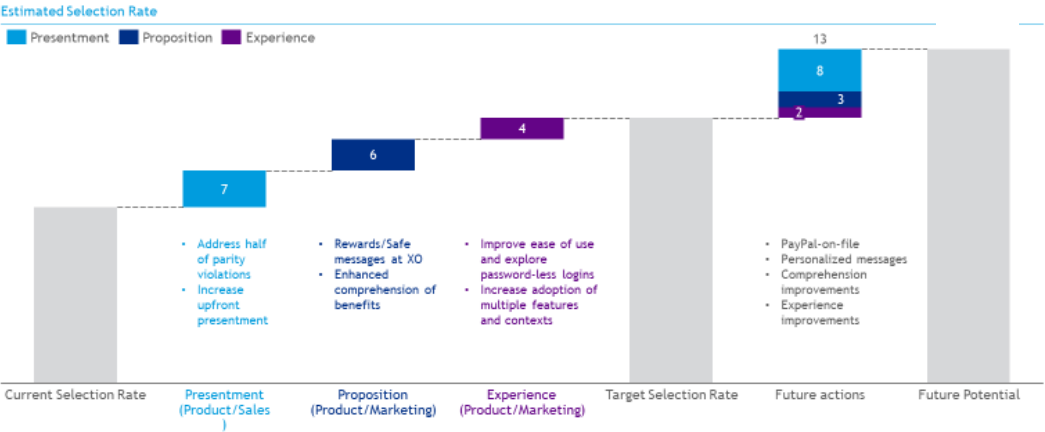 Estimated Selection Rate
Presentment Proposition Experience
13
8
3
2
4
6
7
• Address half
of parity
violations
• Increase
upfront
presentment
• Rewards/Safe
messages at XO
• Enhanced
comprehension of
benefits
• Improve ease of use
and explore
password-less logins
• Increase adoption of
multiple features
and contexts
• PayPal-on-file
• Personalized messages
• Comprehension
improvements
• Experience
improvements
Current Selection Rate
Presentment
(Product/Sales
)
Proposition
(Product/Marketing)
Experience
(Product/Marketing)
Target Selection Rate
Future actions
Future Potential